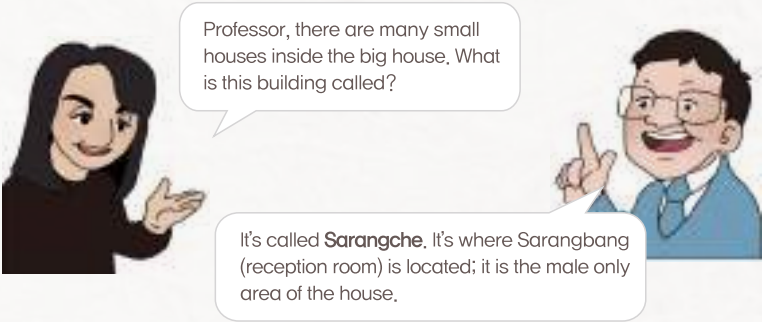 Professor, there are many small
houses inside the big house. What
is this building called?
It's called Sarangche. It's where Sarangbang
(reception room) is located; it is the male only
area of the house.